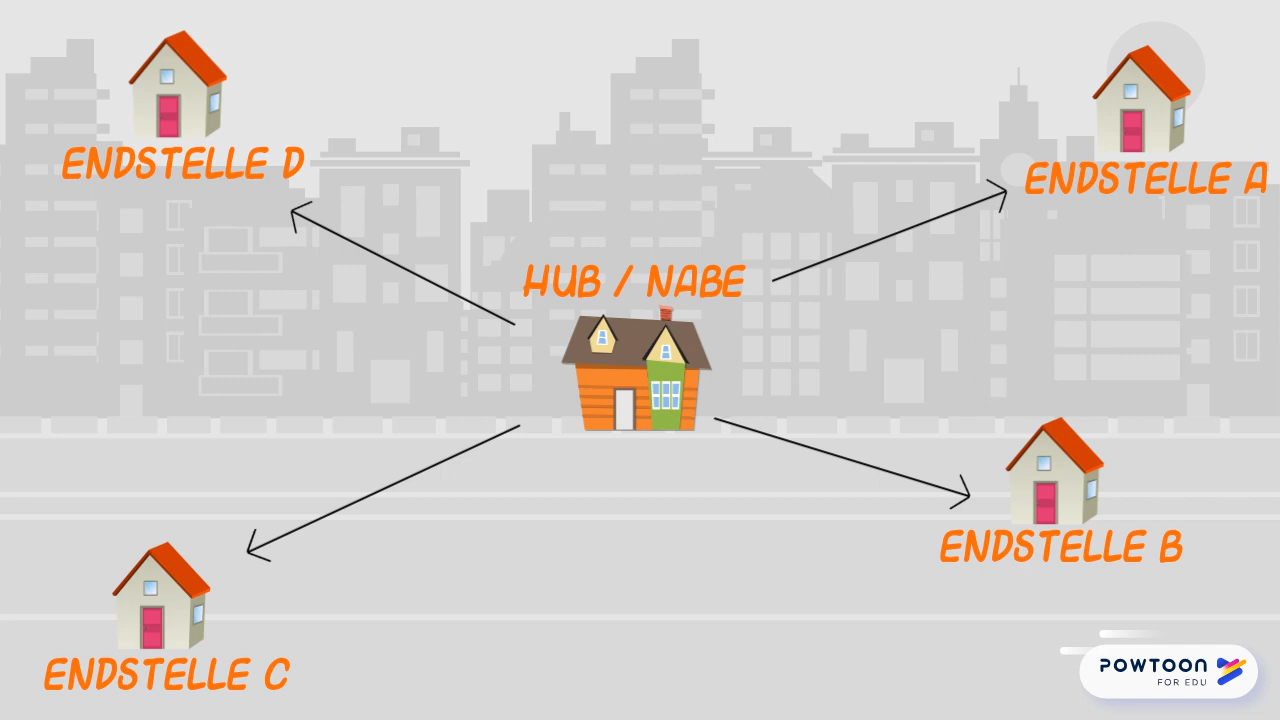 ENDSTELLE D
ENDSTELLE A
HUB / NABE
ENDSTELLE B
ENDSTELLE C
POWTOON
FOR EDU